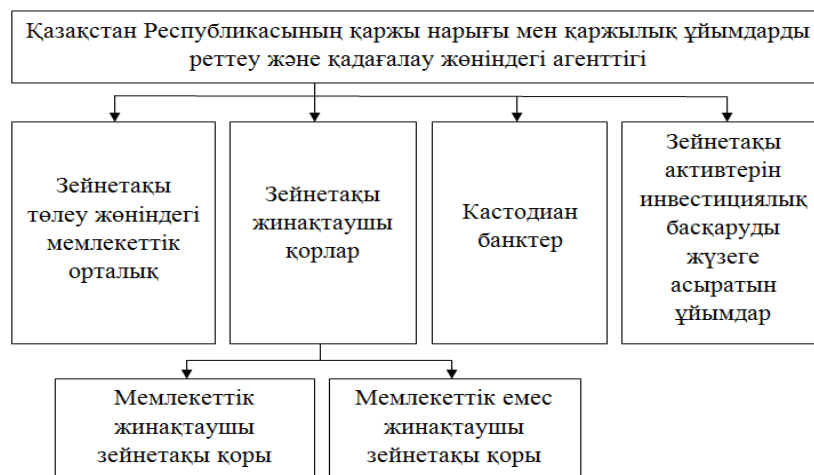 Қазақстан Республикасының қаржы нарығы мен қаржылық ұйымдарды
реттеу және қадағалау жөніндегі агенттігі
Зейнетақы
төлеу жөніндегі
мемлекеттік
орталық
Зейнетақы
жинақтаушы
қорлар
Кастодиан
банктер
Зейнетақы
активтерін
инвестициялық
басқаруды
жүзеге
асыратын
ұйымдар
Мемлекеттік
жинақтаушы
зейнетақы қоры
Мемлекеттік емес
жинақтаушы
зейнетақы қоры